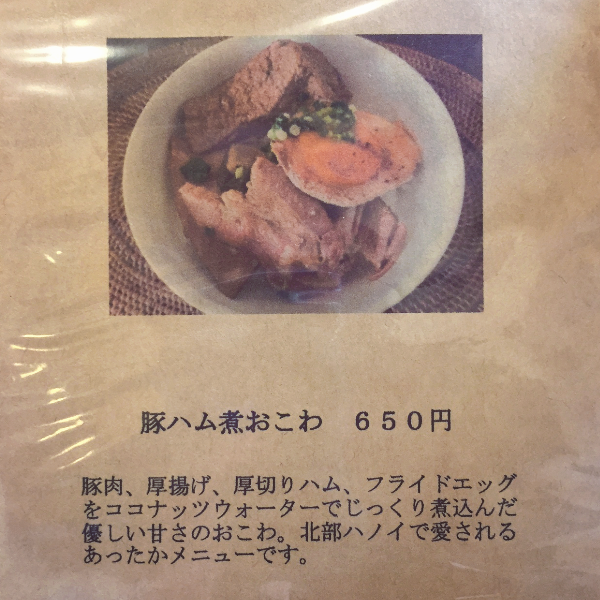 豚ハム煮おこわ　６５０円
豚肉、厚揚げ、厚切りハム、フライドエッグ
をココナッツウォーターでじっくり煮込んだ
優しい甘さのおこわ。北部ハノイで愛される
あったかメニューです。